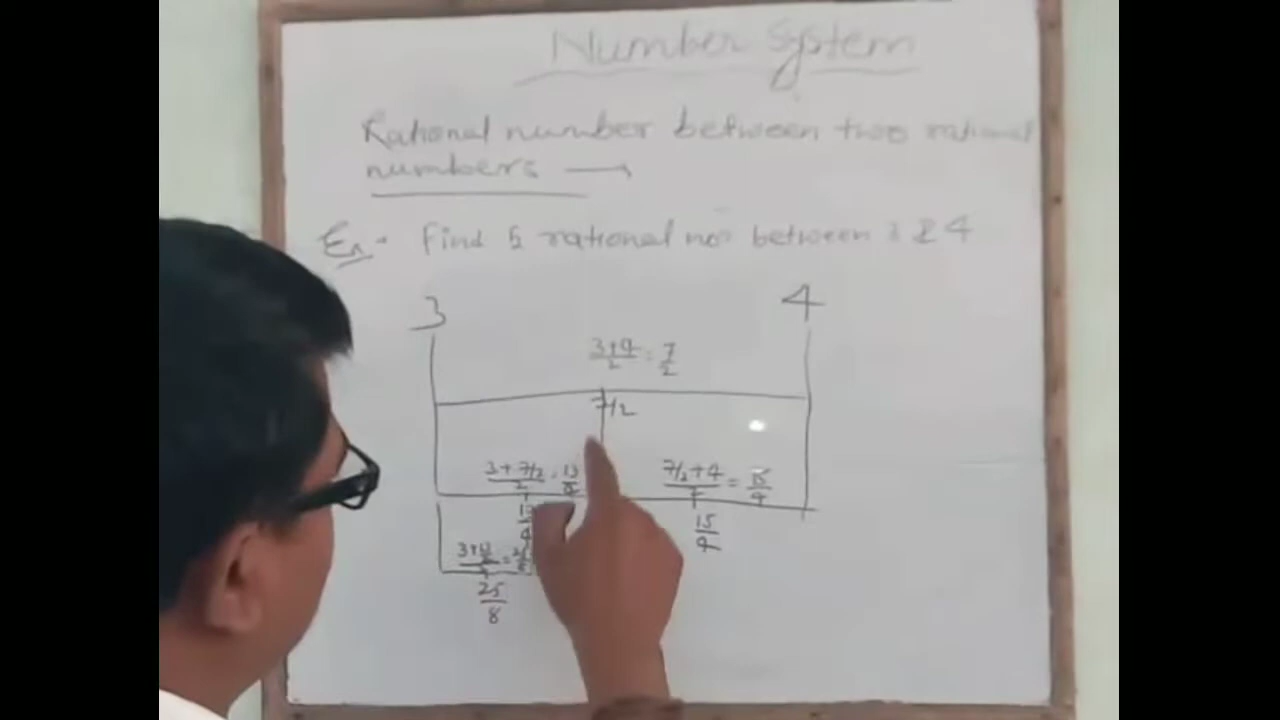 Number System
Rational number between two rational
numbers →
Ex- Find 5 rational nos between 3 & 4
3 4
3+4/2 = 7/2
7/2
3+7/2/2 = 13/4 7/2+4/2 = 15/4
15/4
25/8